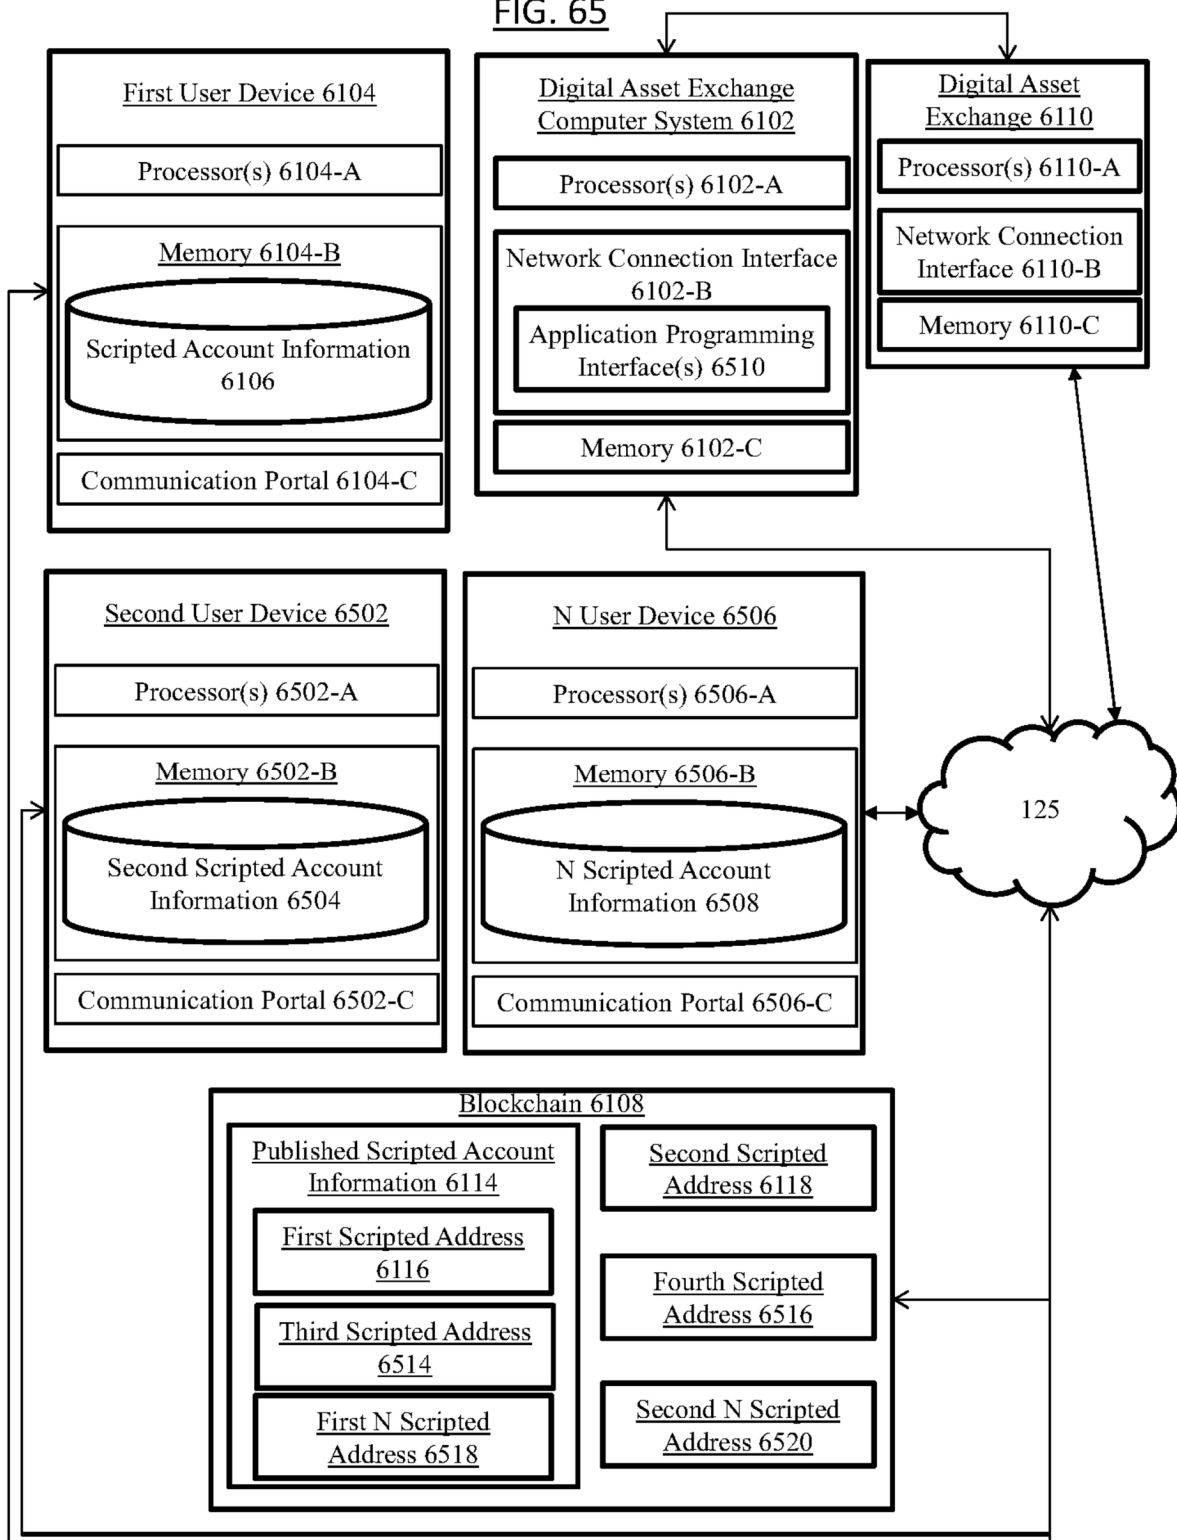 FIG. 65
First User Device 6104
Processor(s) 6104-A
Memory 6104-B
Scripted Account Information
6106
Communication Portal 6104-C
Digital Asset Exchange
Computer System 6102
Processor(s) 6102-A
Network Connection Interface
6102-B
Application Programming
Interface(s) 6510
Memory 6102-C
Digital Asset
Exchange 6110
Processor(s) 6110-A
Network Connection
Interface 6110-B
Memory 6110-C
Second User Device 6502
Processor(s) 6502-A
Memory 6502-B
Second Scripted Account
Information 6504
Communication Portal 6502-C
N User Device 6506
Processor(s) 6506-A
Memory 6506-B
N Scripted Account
Information 6508
Communication Portal 6506-C
125
Blockchain 6108
Published Scripted Account
Information 6114
First Scripted Address
6116
Third Scripted Address
6514
First N Scripted
Address 6518
Second Scripted
Address 6118
Fourth Scripted
Address 6516
Second N Scripted
Address 6520